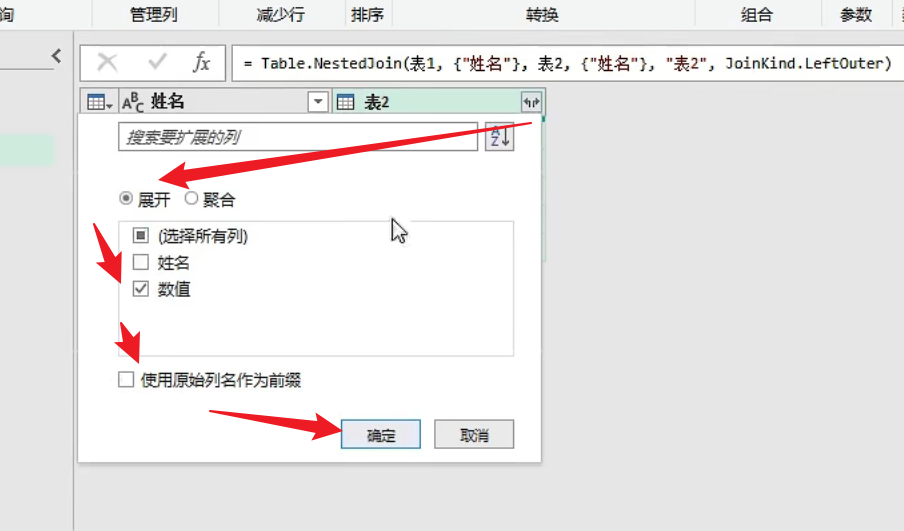 询 管理列 减少行 排序 转换 组合 参数
fx = Table.NestedJoin(表1, {"姓名"}, 表2, {"姓名"}, "表2", JoinKind.LeftOuter)
ABC 姓名 表2
搜索要扩展的列 AZ
展开 聚合
(选择所有列)
姓名
数值
使用原始列名作为前缀
确定 取消